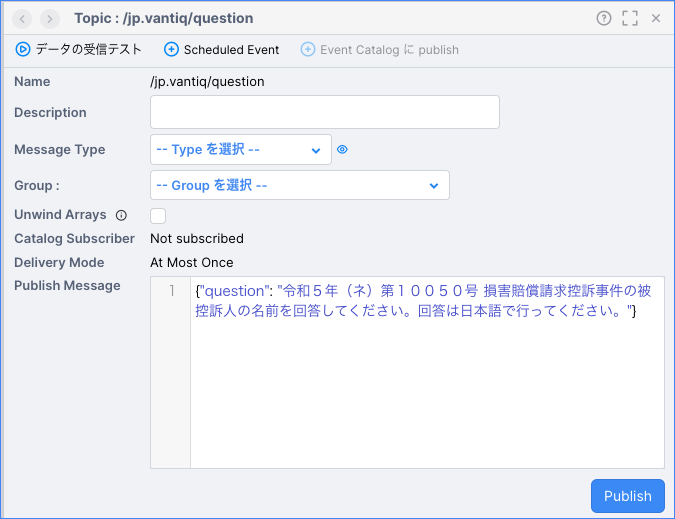 Topic : /jp.vantiq/question
データの受信テスト Scheduled Event Event Catalog に publish
Name /jp.vantiq/question
Description
Message Type -- Type を選択 --
Group : -- Group を選択 --
Unwind Arrays
Catalog Subscriber Not subscribed
Delivery Mode At Most Once
Publish Message
1 {"question": "令和５年（ネ）第１００５０号 損害賠償請求控訴事件の被
控訴人の名前を回答してください。回答は日本語で行ってください。"}
Publish